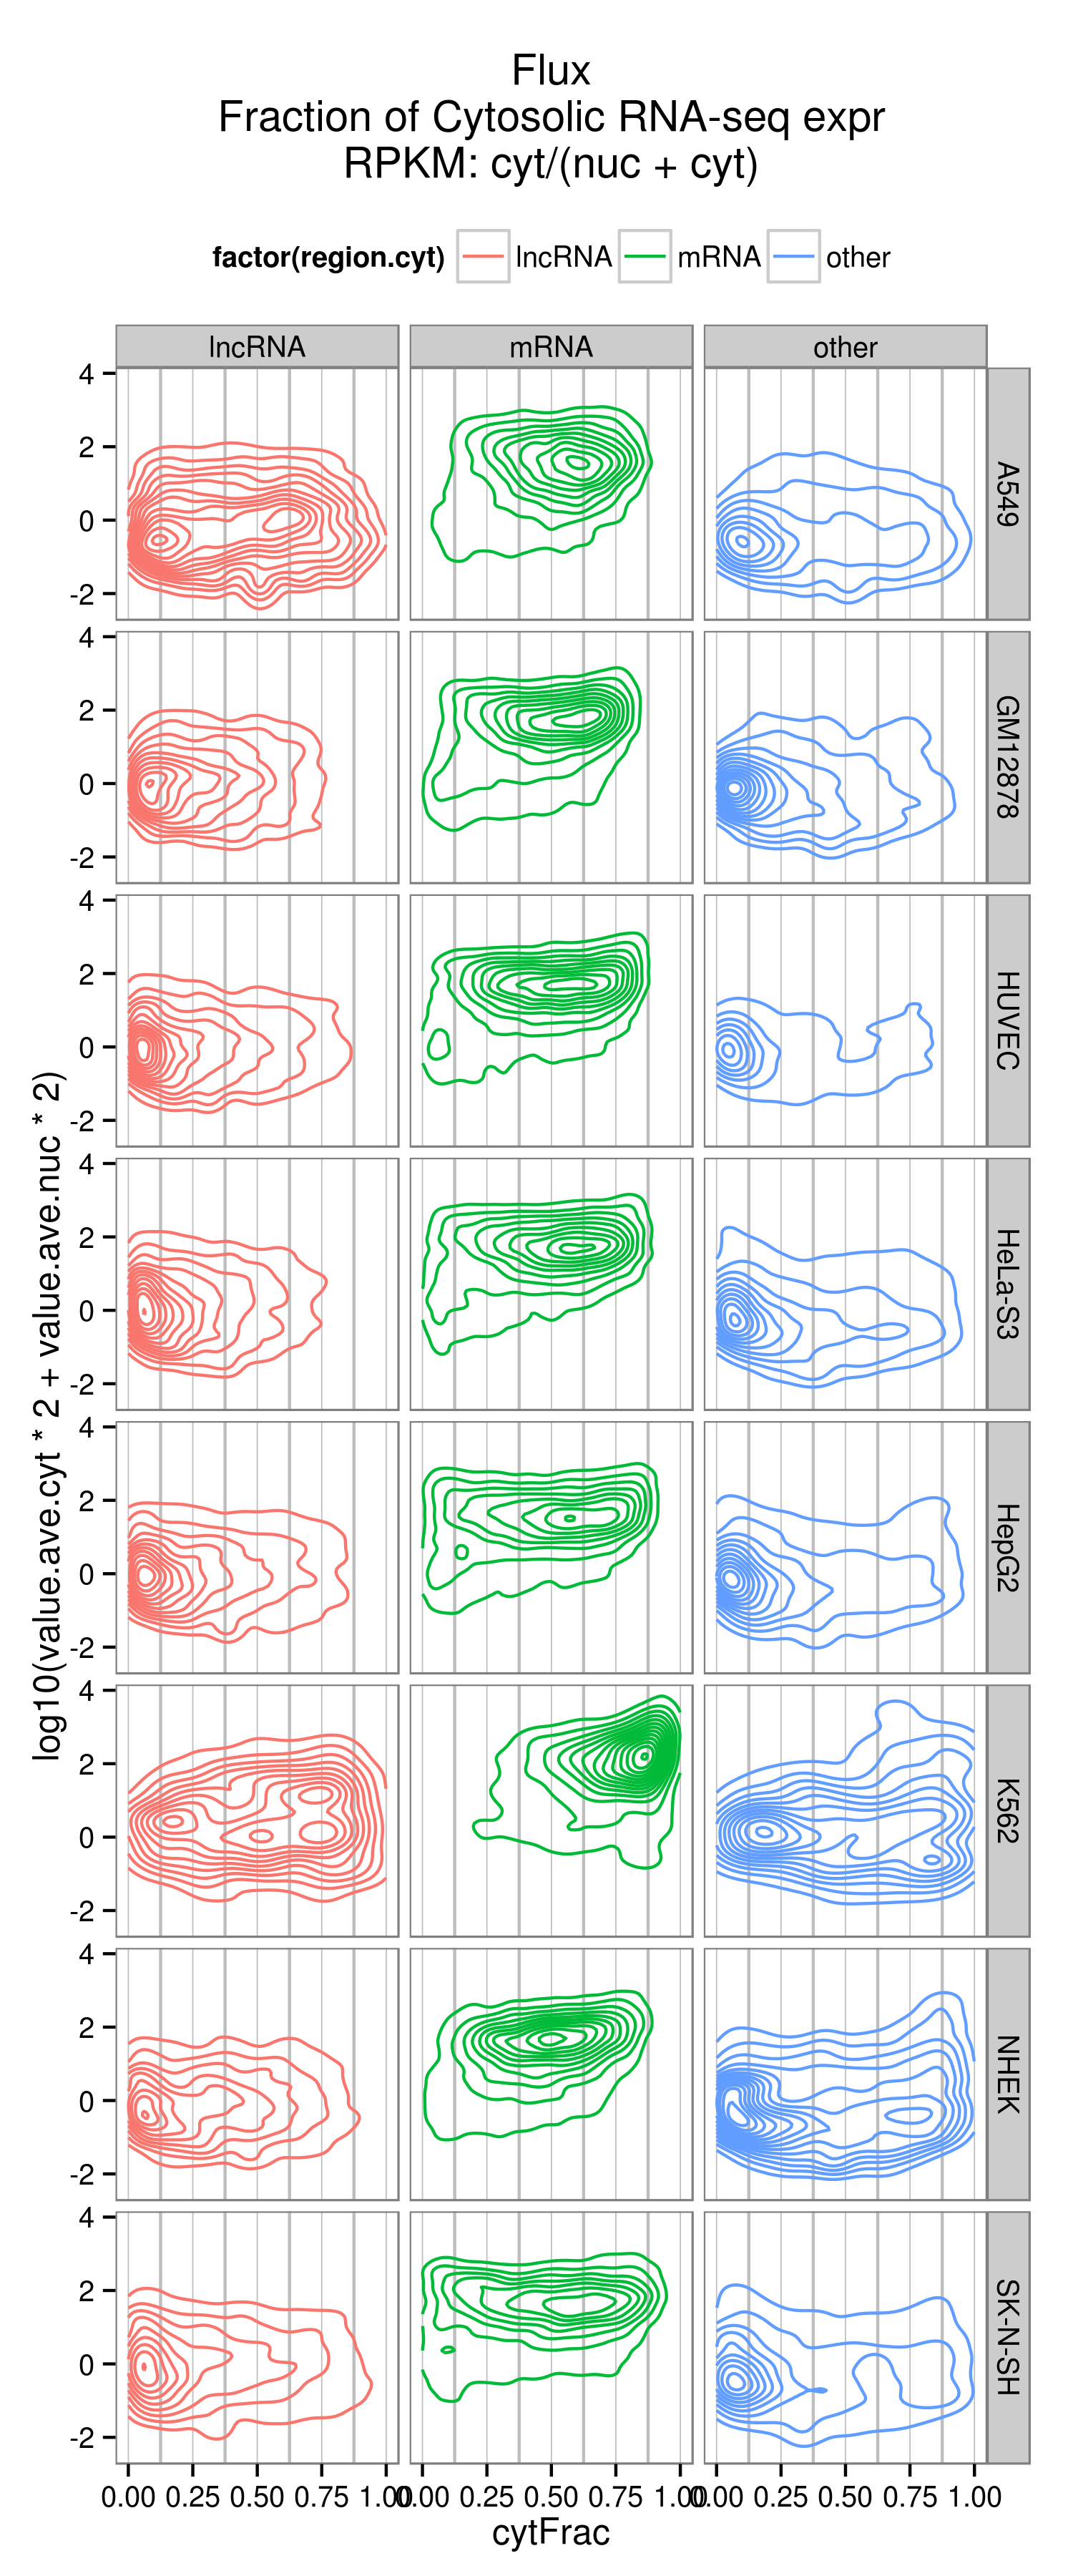 Flux
Fraction of Cytosolic RNA-seq expr
RPKM: cyt/(nuc + cyt)
factor(region.cyt) lncRNA mRNA other
lncRNA mRNA other
4
2
0
-2
A549
4
2
0
-2
GM12878
4
2
0
-2
HUVEC
4
2
0
-2
HeLa-S3
4
2
0
-2
HepG2
4
2
0
-2
K562
4
2
0
-2
NHEK
4
2
0
-2
SK-N-SH
log10(value.ave.cyt * 2 + value.ave.nuc * 2)
0.00 0.25 0.50 0.75 1.00 0.00 0.25 0.50 0.75 1.00 0.00 0.25 0.50 0.75 1.00
cytFrac